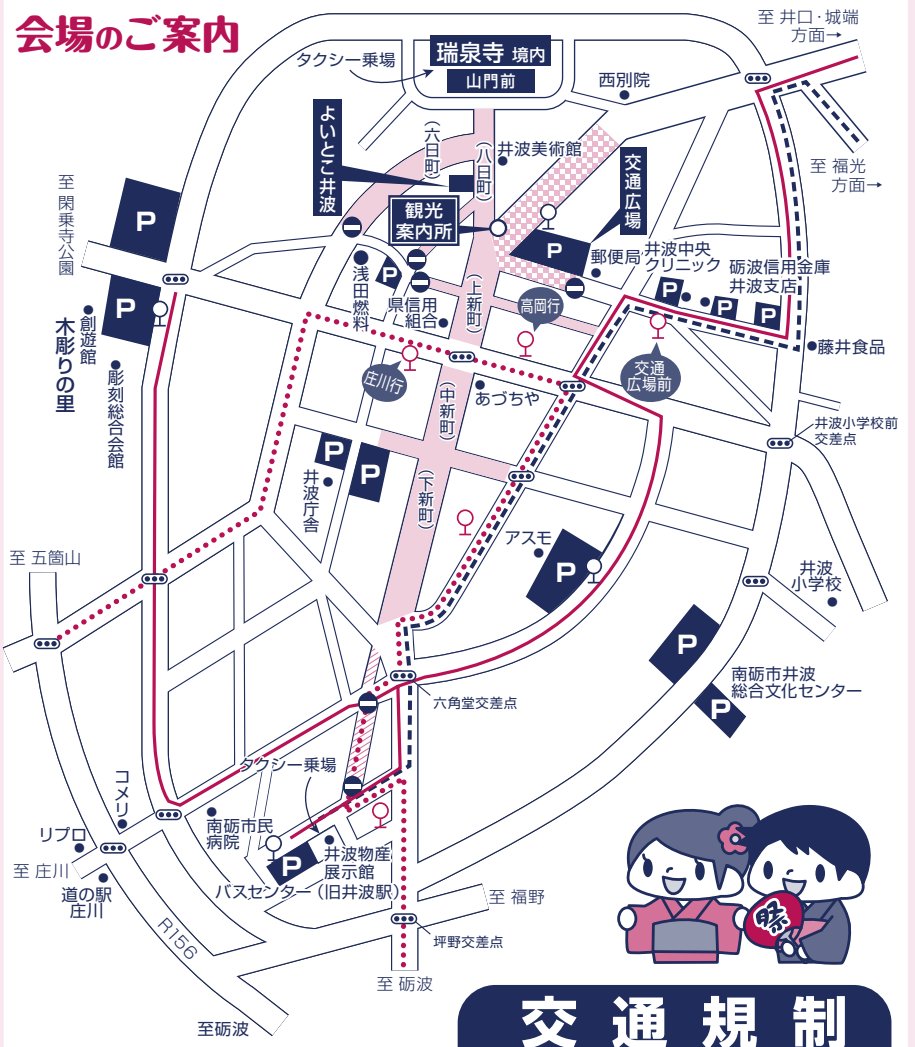 会場のご案内
至 井口・城端
方面→
タクシー乗場
瑞泉寺 境内
山門前
西別院
よいとこ井波
(六日町)
(八日町)
井波美術館
交通広場
至 福光
方面→
至 閑乗寺公園
P
観光
案内所
P
郵便局
井波中央
クリニック
砺波信用金庫
井波支店
浅田燃料
P
県信用
組合
(上新町)
高岡行
P
P
P
P
創遊館
木彫りの里
彫刻総合会館
庄川行
あづちや
交通
広場前
藤井食品
(中新町)
井波小学校前
交差点
P
P
井波庁舎
(下新町)
アスモ
P
至 五箇山
井波
小学校
P
南砺市井波
総合文化センター
P
六角堂交差点
タクシー乗場
コメリ
リプロ
南砺市民
病院
井波物産
展示館
P
至 庄川
道の駅
庄川
バスセンター(旧井波駅)
至 福野
R156
坪野交差点
至 砺波
至砺波
祭
交通規制